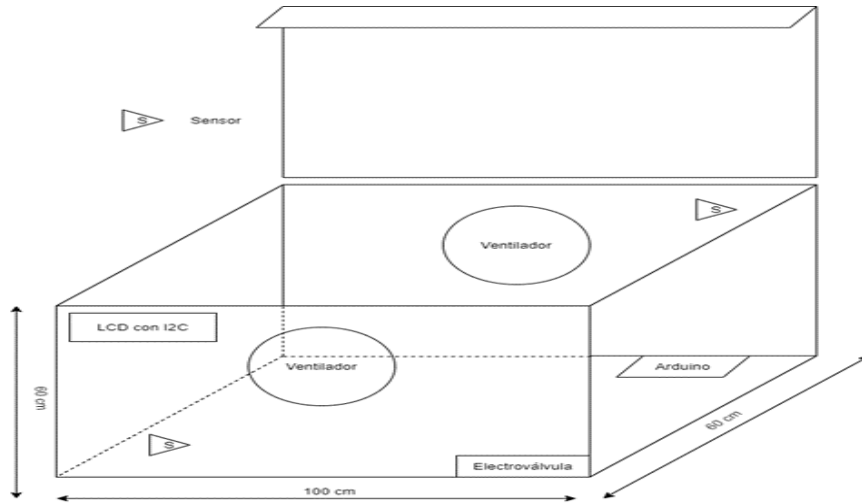 S
Sensor
S
Ventilador
LCD con I2C
Ventilador
Arduino
60 cm
60 cm
S
Electroválvula
100 cm